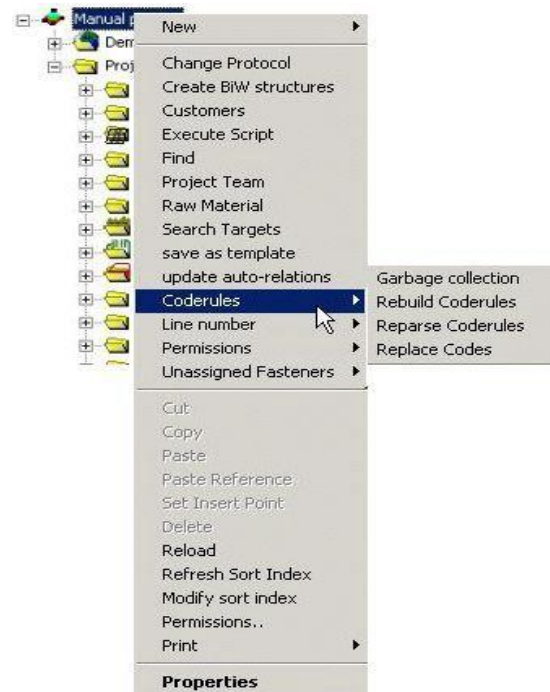 Manual
New
Dem
Proj
Change Protocol
Create BiW structures
Customers
Execute Script
Find
Project Team
Raw Material
Search Targets
save as template
update auto-relations
Coderules
Line number
Permissions
Unassigned Fasteners
Garbage collection
Rebuild Coderules
Reparse Coderules
Replace Codes
Cut
Copy
Paste
Paste Reference
Set Insert Point
Delete
Reload
Refresh Sort Index
Modify sort index
Permissions..
Print
Properties